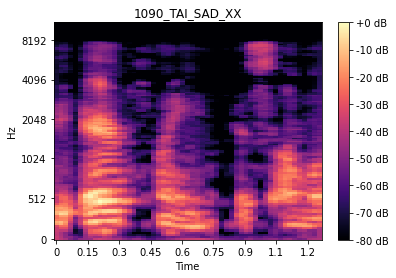 1090_TAI_SAD_XX
8192
4096
2048
1024
512
0
Hz
0 0.15 0.3 0.45 0.6 0.75 0.9 1.1 1.2
Time
+0 dB
-10 dB
-20 dB
-30 dB
-40 dB
-50 dB
-60 dB
-70 dB
-80 dB